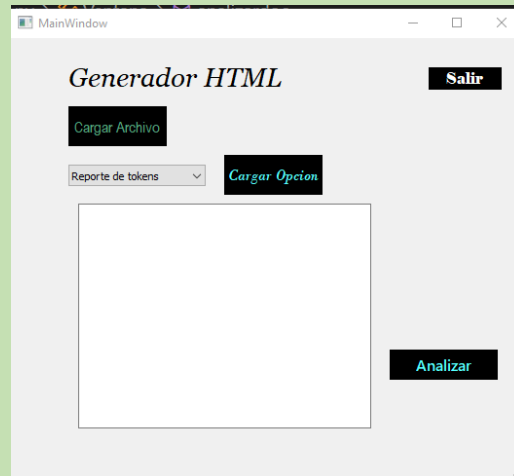 MainWindow
Generador HTML
Salir
Cargar Archivo
Reporte de tokens
Cargar Opcion
Analizar